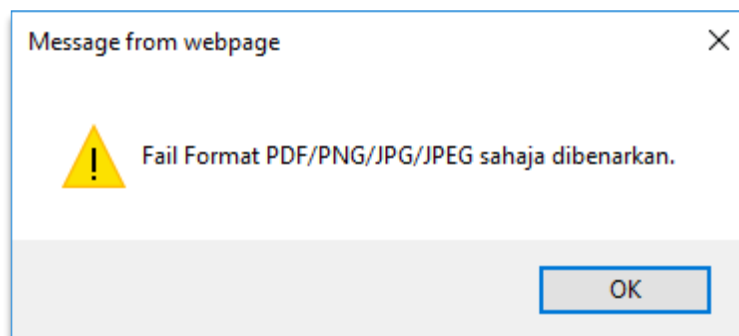 Message from webpage
Fail Format PDF/PNG/JPG/JPEG sahaja dibenarkan.
OK